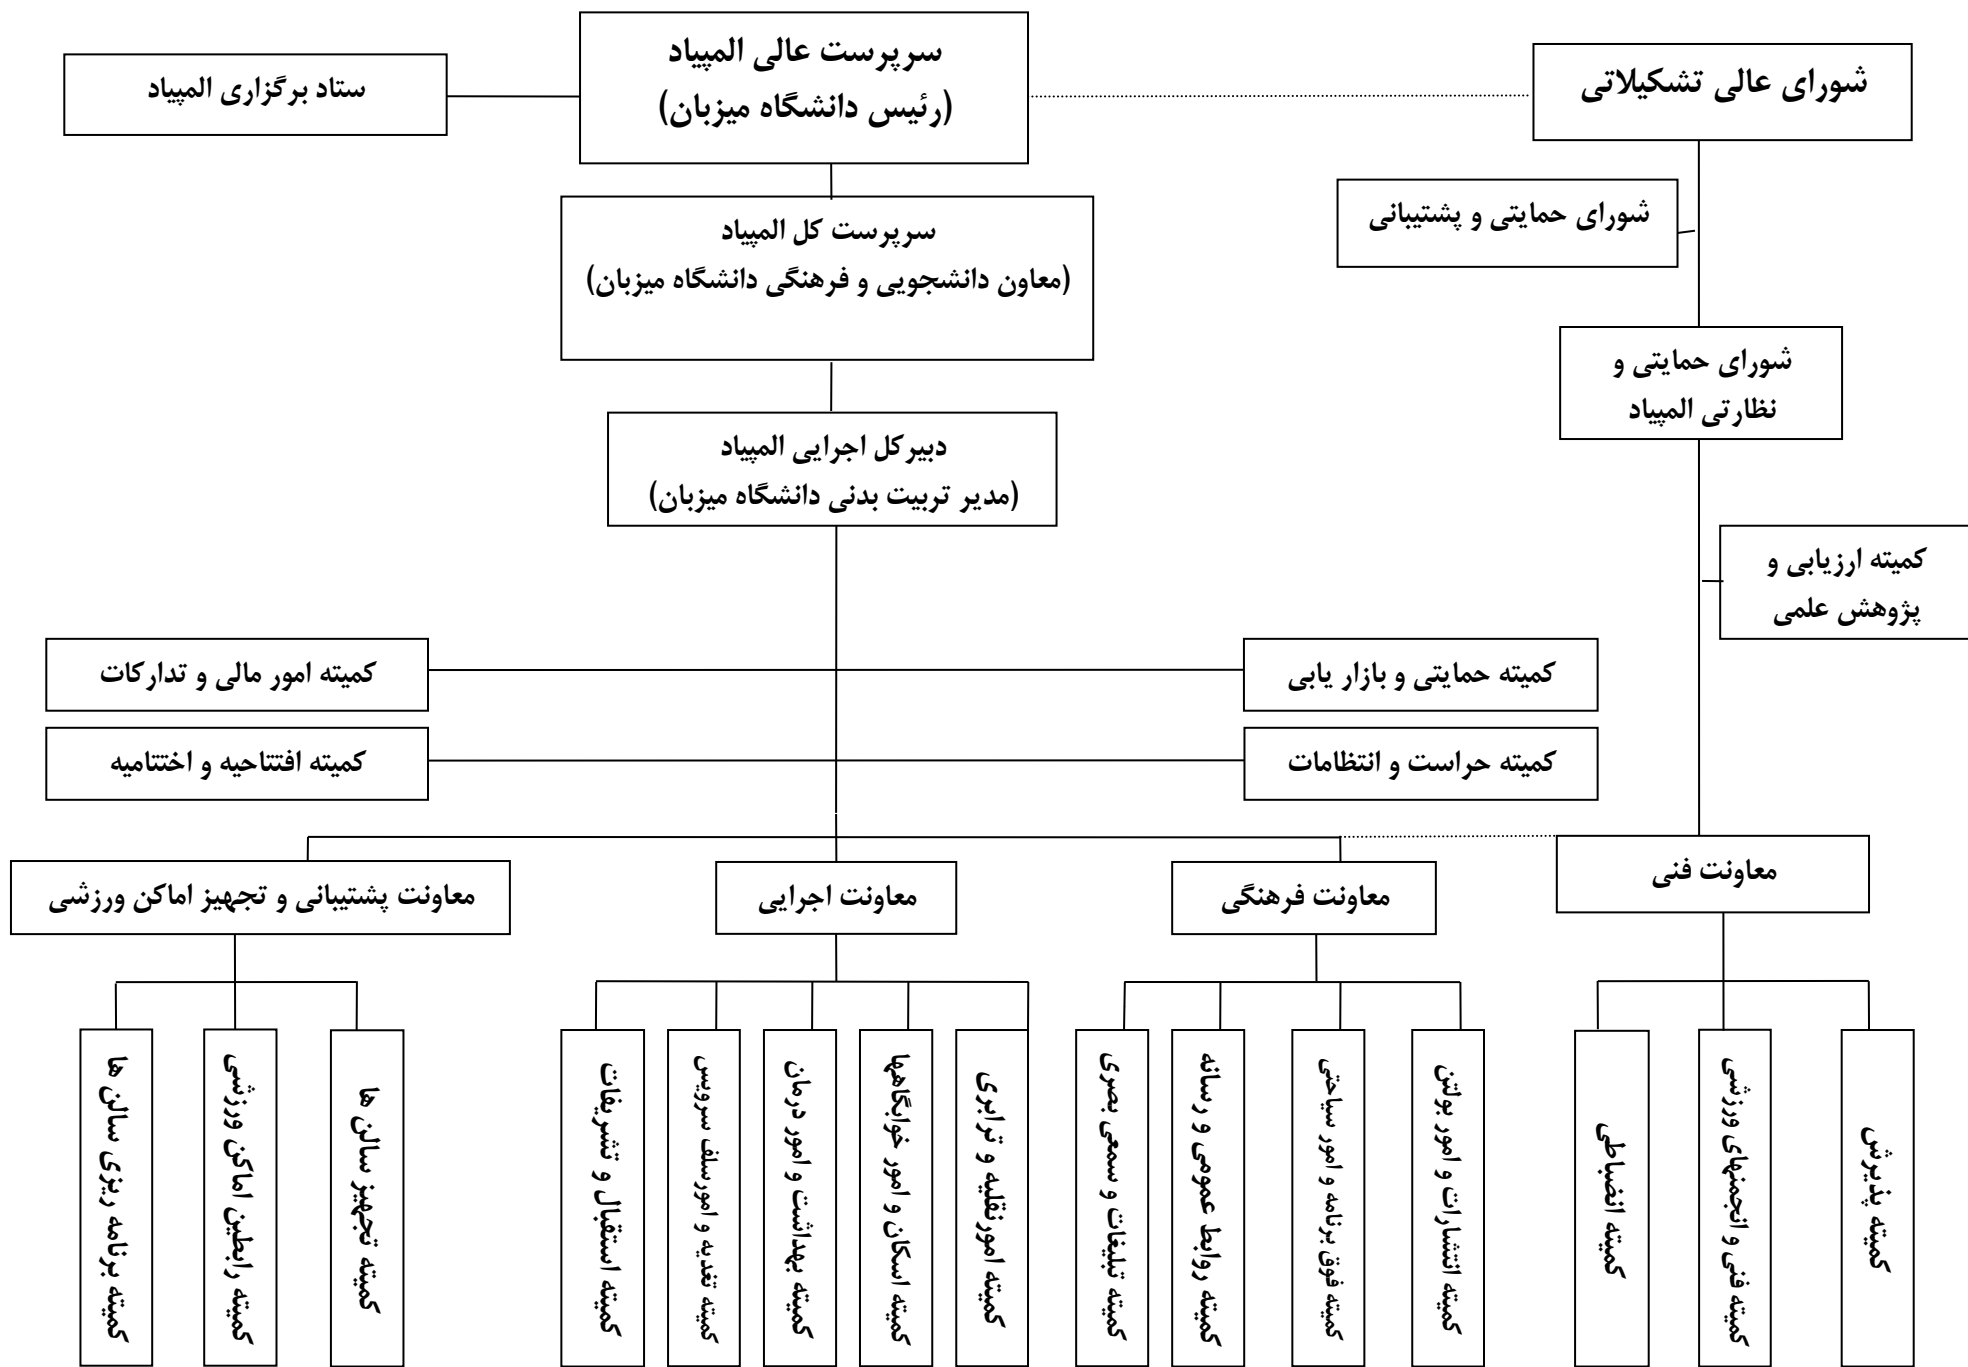 شورای عالی تشکیلاتی
سرپرست عالی المپیاد
(رئیس دانشگاه میزبان)
ستاد برگزاری المپیاد
شورای حمایتی و پشتیبانی
سرپرست کل المپیاد
(معاون دانشجویی و فرهنگی دانشگاه میزبان)
شورای حمایتی و
نظارتی المپیاد
دبیرکل اجرایی المپیاد
(مدیر تربیت بدنی دانشگاه میزبان)
کمیته ارزیابی و
پژوهش علمی
کمیته حمایتی و بازار یابی
کمیته امور مالی و تدارکات
کمیته حراست و انتظامات
کمیته افتتاحیه و اختتامیه
معاونت فنی
معاونت فرهنگی
معاونت اجرایی
معاونت پشتیبانی و تجهیز اماکن ورزشی
کمیته پذیرش
کمیته فنی و انجمنهای ورزشی
کمیته انضباطی
کمیته انتشارات و امور بولتن
کمیته فوق برنامه و امور سیاحتی
کمیته روابط عمومی و رسانه
کمیته تبلیغات و سمعی بصری
کمیته امورنقلیه و ترابری
کمیته اسکان و امور خوابگاهها
کمیته بهداشت و امور درمان
کمیته تغدیه و امورسلف سرویس
کمیته استقبال و تشریفات
کمیته تجهیز سالن ها
کمیته رابطین اماکن ورزشی
کمیته برنامه ریزی سالن ها